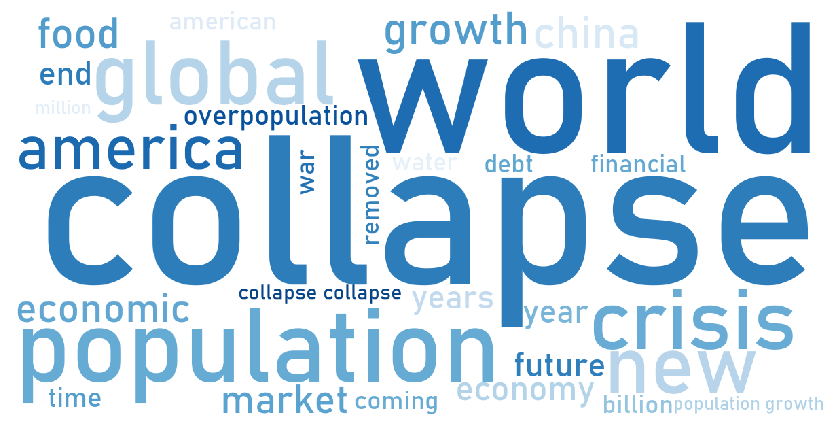 american
food
growth
china
end
global
world
million
overpopulation
america
war
removed
water
debt
financial
collapse
collapse collapse
years
economic
year
crisis
population
future
new
economy
time
market
coming
billion
population growth